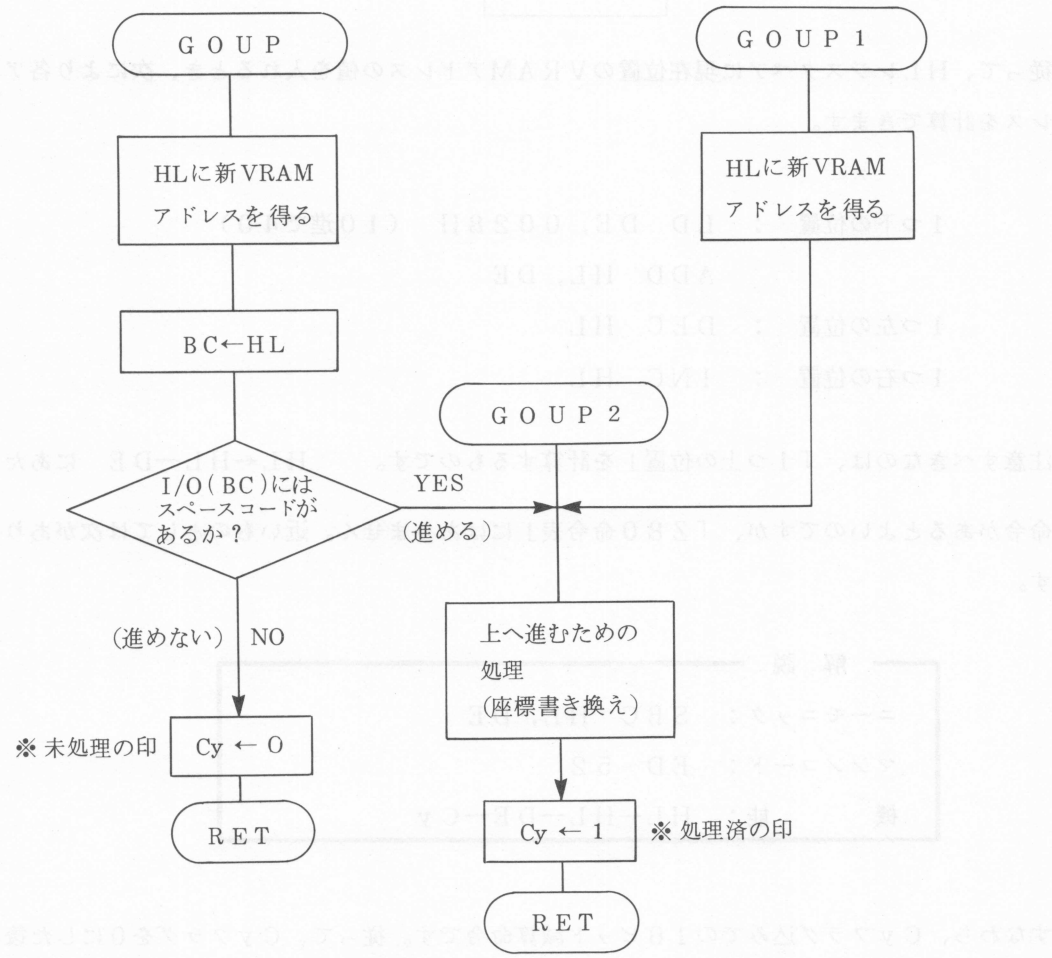 GOUP
HLに新VRAM
アドレスを得る
BC←HL
I/O(BC)には
スペースコードが
あるか？
YES
(進める)
(進めない) NO
※未処理の印
Cy ← 0
RET
GOUP1
HLに新VRAM
アドレスを得る
GOUP2
上へ進むための
処理
(座標書き換え)
Cy ← 1
※処理済の印
RET